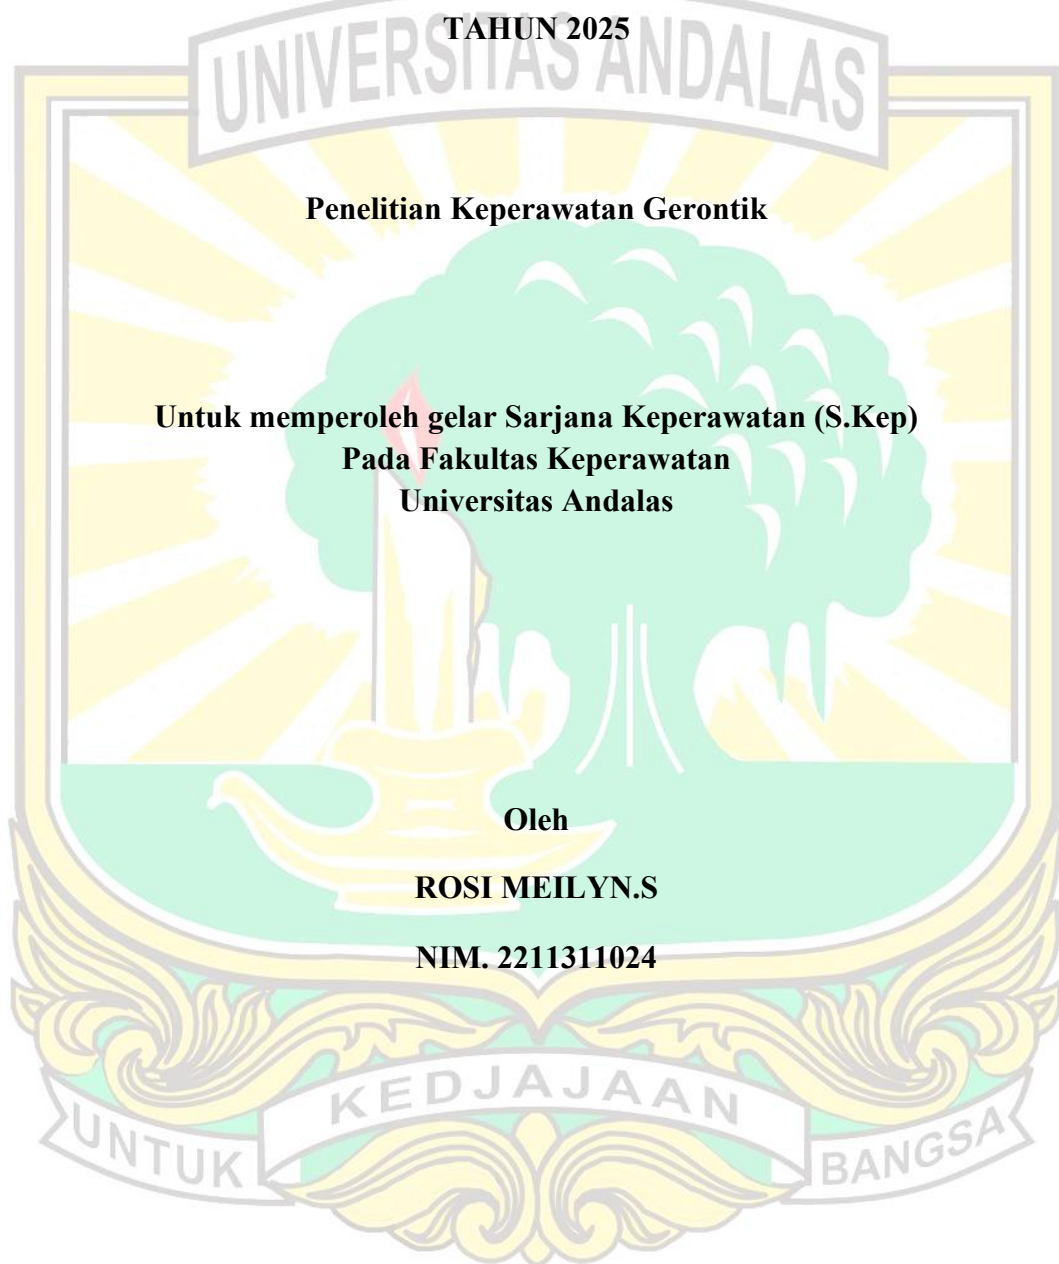 TAHUN 2025
UNIVERSITAS ANDALAS
Penelitian Keperawatan Gerontik
Untuk memperoleh gelar Sarjana Keperawatan (S.Kep)
Pada Fakultas Keperawatan
Universitas Andalas
Oleh
ROSI MEILYN.S
NIM. 2211311024
UNTUK KEDJAJAAN BANGSA